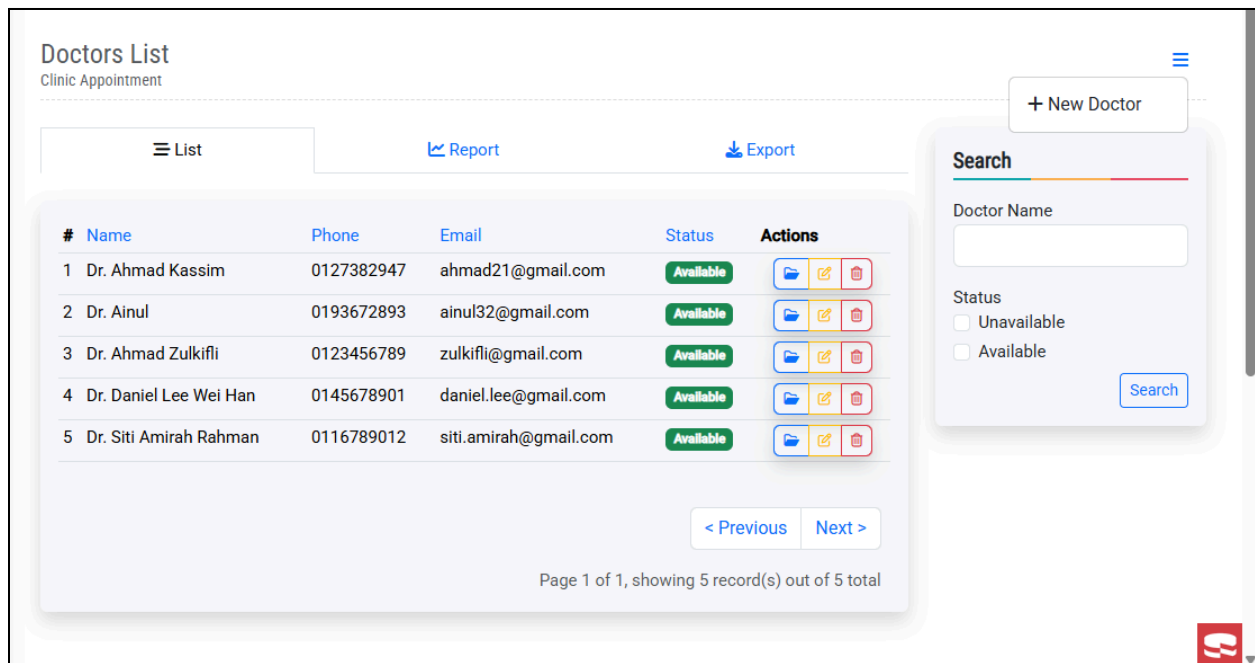 Doctors List
Clinic Appointment
+ New Doctor
List Report Export
# Name Phone Email Status Actions
1 Dr. Ahmad Kassim 0127382947 ahmad21@gmail.com Available
2 Dr. Ainul 0193672893 ainul32@gmail.com Available
3 Dr. Ahmad Zulkifli 0123456789 zulkifli@gmail.com Available
4 Dr. Daniel Lee Wei Han 0145678901 daniel.lee@gmail.com Available
5 Dr. Siti Amirah Rahman 0116789012 siti.amirah@gmail.com Available
< Previous Next >
Page 1 of 1, showing 5 record(s) out of 5 total
Search
Doctor Name
Status
Unavailable
Available
Search